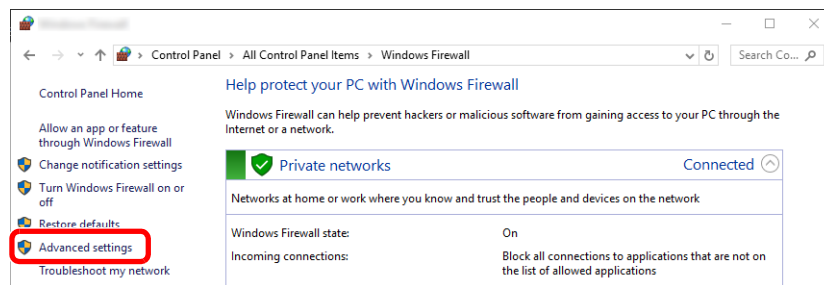 Control Panel > All Control Panel Items > Windows Firewall
Search Co...
Control Panel Home
Allow an app or feature
through Windows Firewall
Change notification settings
Turn Windows Firewall on or
off
Restore defaults
Advanced settings
Troubleshoot my network
Help protect your PC with Windows Firewall
Windows Firewall can help prevent hackers or malicious software from gaining access to your PC through the
Internet or a network.
Private networks
Connected
Networks at home or work where you know and trust the people and devices on the network
Windows Firewall state:
On
Incoming connections:
Block all connections to applications that are not on
the list of allowed applications